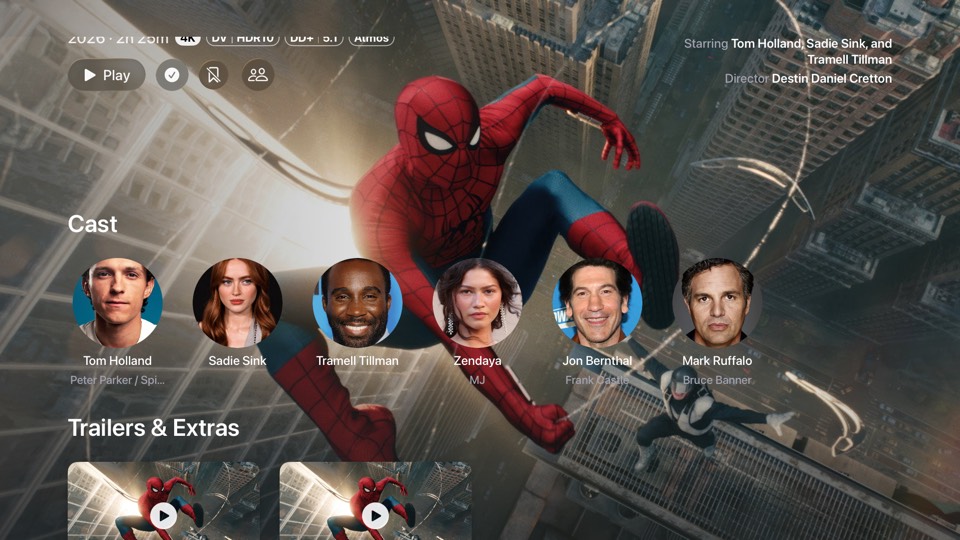 2026 · 2h 25m 4K DV | HDR10 DD+ | 5.1 Atmos
Starring Tom Holland, Sadie Sink, and
Tramell Tillman
Director Destin Daniel Cretton
Play
Cast
Tom Holland
Peter Parker / Spi...
Sadie Sink
Tramell Tillman
Zendaya
MJ
Jon Bernthal
Frank Castle
Mark Ruffalo
Bruce Banner
Trailers & Extras